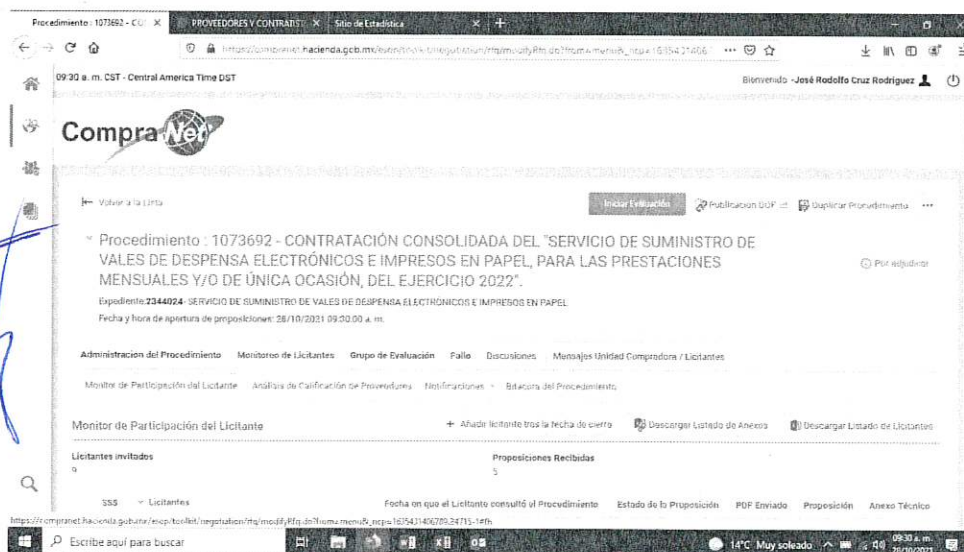 Procedimiento : 1073692 - CO
PROVEEDORES Y CONTRATIST
Sitio de Estadística
09:30 a. m. CST - Central America Time DST
Bienvenido -José Rodolfo Cruz Rodriguez
CompraNet
Volver a la Lista
Iniciar Evaluación
Publicación DOF
Duplicar Procedimiento
Procedimiento : 1073692 - CONTRATACIÓN CONSOLIDADA DEL "SERVICIO DE SUMINISTRO DE
VALES DE DESPENSA ELECTRÓNICOS E IMPRESOS EN PAPEL, PARA LAS PRESTACIONES
MENSUALES Y/O DE ÚNICA OCASIÓN, DEL EJERCICIO 2022".
Por adjudicar
Expediente:2344024- SERVICIO DE SUMINISTRO DE VALES DE DESPENSA ELECTRONICOS E IMPRESOS EN PAPEL
Fecha y hora de apertura de proposiciones: 28/10/2021 09:30:00 a. m.
Administración del Procedimiento Monitoreo de Licitantes Grupo de Evaluación Fallo Discusiones Mensajes Unidad Compradora / Licitantes
Monitor de Participación del Licitante Análisis de Calificación de Proveedores Notificaciones Bitácora del Procedimiento
Monitor de Participación del Licitante
+ Añadir licitante tras la fecha de cierre
Descargar Listado de Anexos
Descargar Listado de Licitantes
Licitantes invitados
9
Proposiciones Recibidas
5
SSS Licitantes Fecha en que el Licitante consultó el Procedimiento Estado de la Proposición PDF Enviado Proposición Anexo Técnico
Escribe aquí para buscar
14°C Muy soleado
09:30 a. m.
28/10/2021